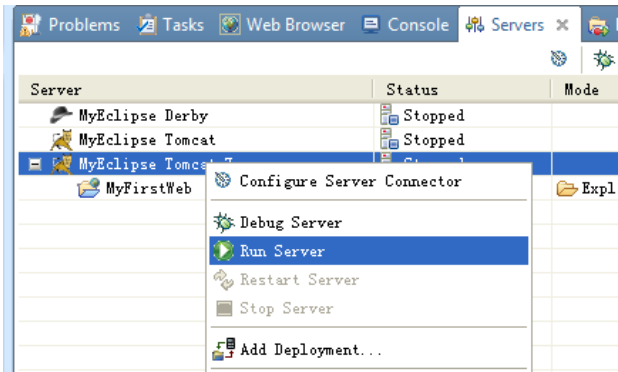 Problems Tasks Web Browser Console Servers
Server Status Mode
MyEclipse Derby Stopped
MyEclipse Tomcat Stopped
MyEclipse
MyFirstWeb Expl
Configure Server Connector
Debug Server
Run Server
Restart Server
Stop Server
Add Deployment...